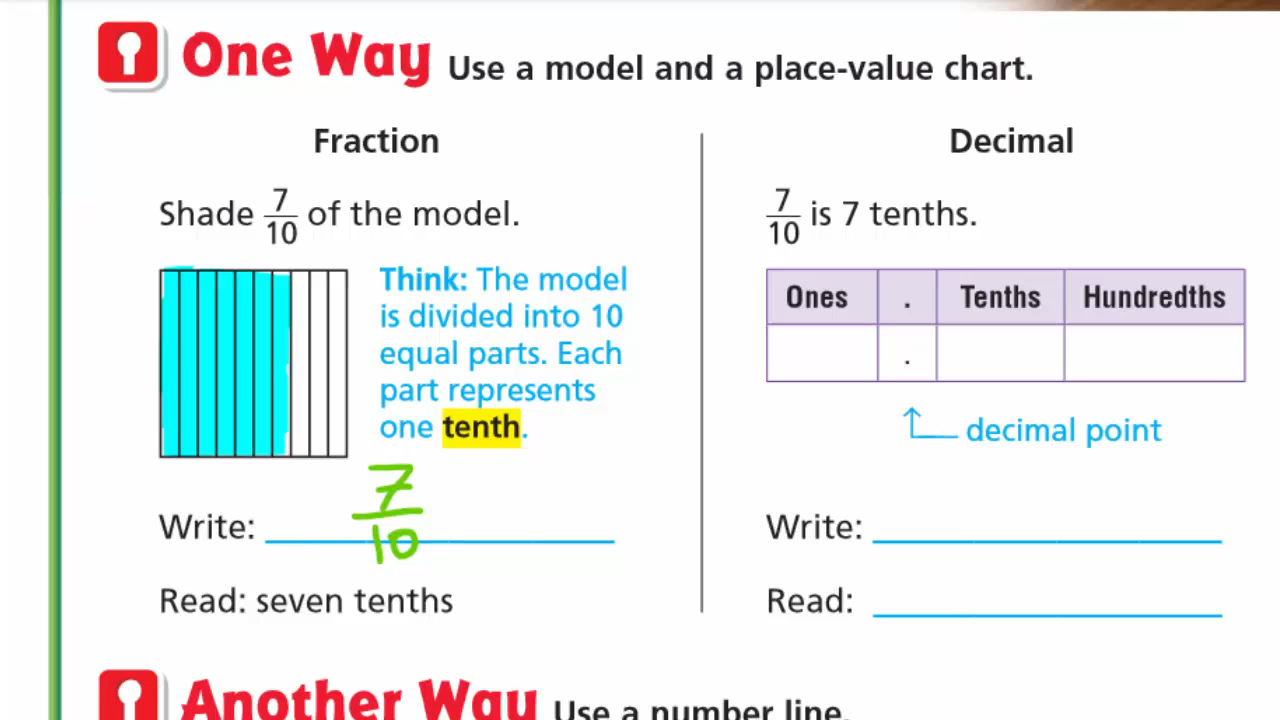 One Way Use a model and a place-value chart.
Fraction
Shade 7/10 of the model.
Think: The model
is divided into 10
equal parts. Each
part represents
one tenth.
Write: 7/10
Read: seven tenths
Decimal
7/10 is 7 tenths.
Ones . Tenths Hundredths
.
decimal point
Write:
Read:
Another Way Use a number line.